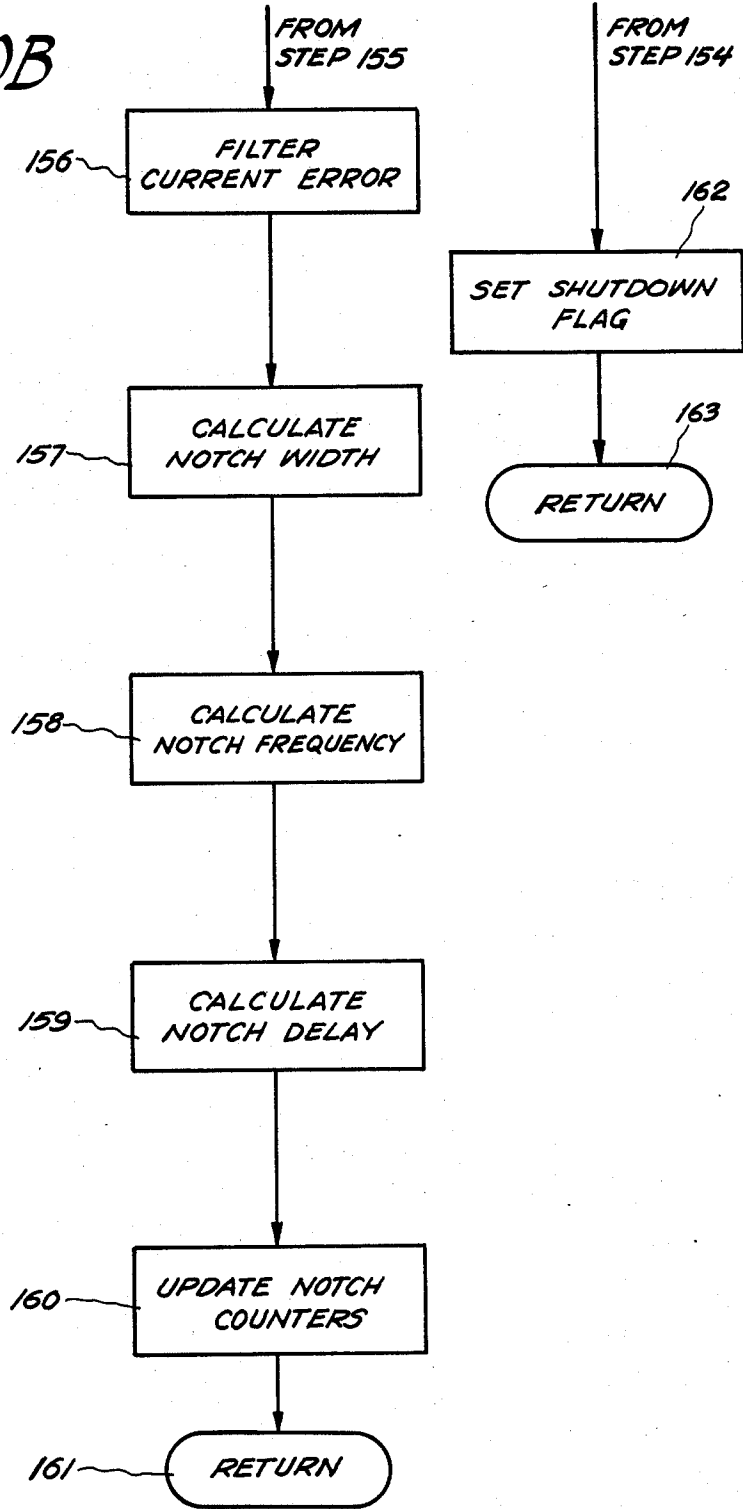 FROM
STEP 155
156
FILTER
CURRENT ERROR
157
CALCULATE
NOTCH WIDTH
158
CALCULATE
NOTCH FREQUENCY
159
CALCULATE
NOTCH DELAY
160
UPDATE NOTCH
COUNTERS
161
RETURN
FROM
STEP 154
162
SET SHUTDOWN
FLAG
163
RETURN